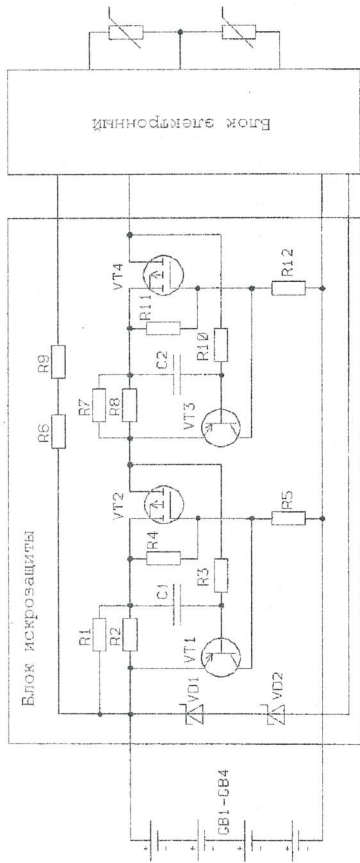 Блок искрозащиты
Блок электронный
R1
R2
R4
VT2
C1
R3
VT1
R5
VD1
VD2
GB1-GB4
R6
R9
R7
R8
R11
VT4
C2
R10
VT3
R12